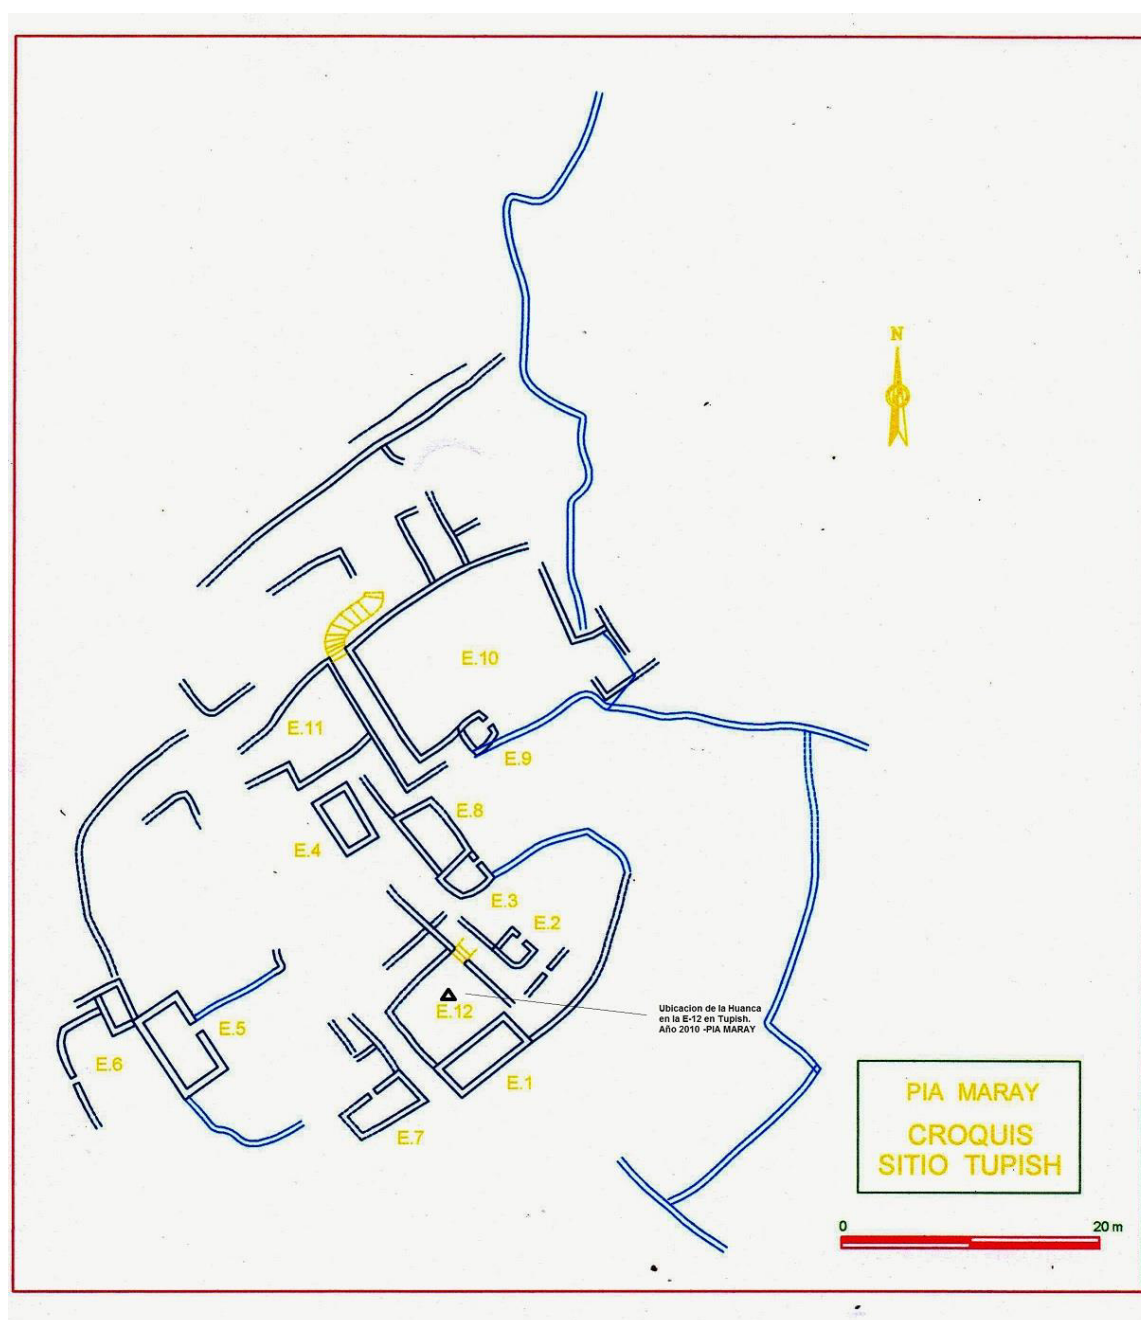 N
E.10
E.11
E.9
E.8
E.4
E.3
E.2
E.12
Ubicacion de la Huanca
en la E-12 en Tupish.
Año 2010 -PIA MARAY
E.5
E.6
E.1
E.7
PIA MARAY
CROQUIS
SITIO TUPISH
0 20 m